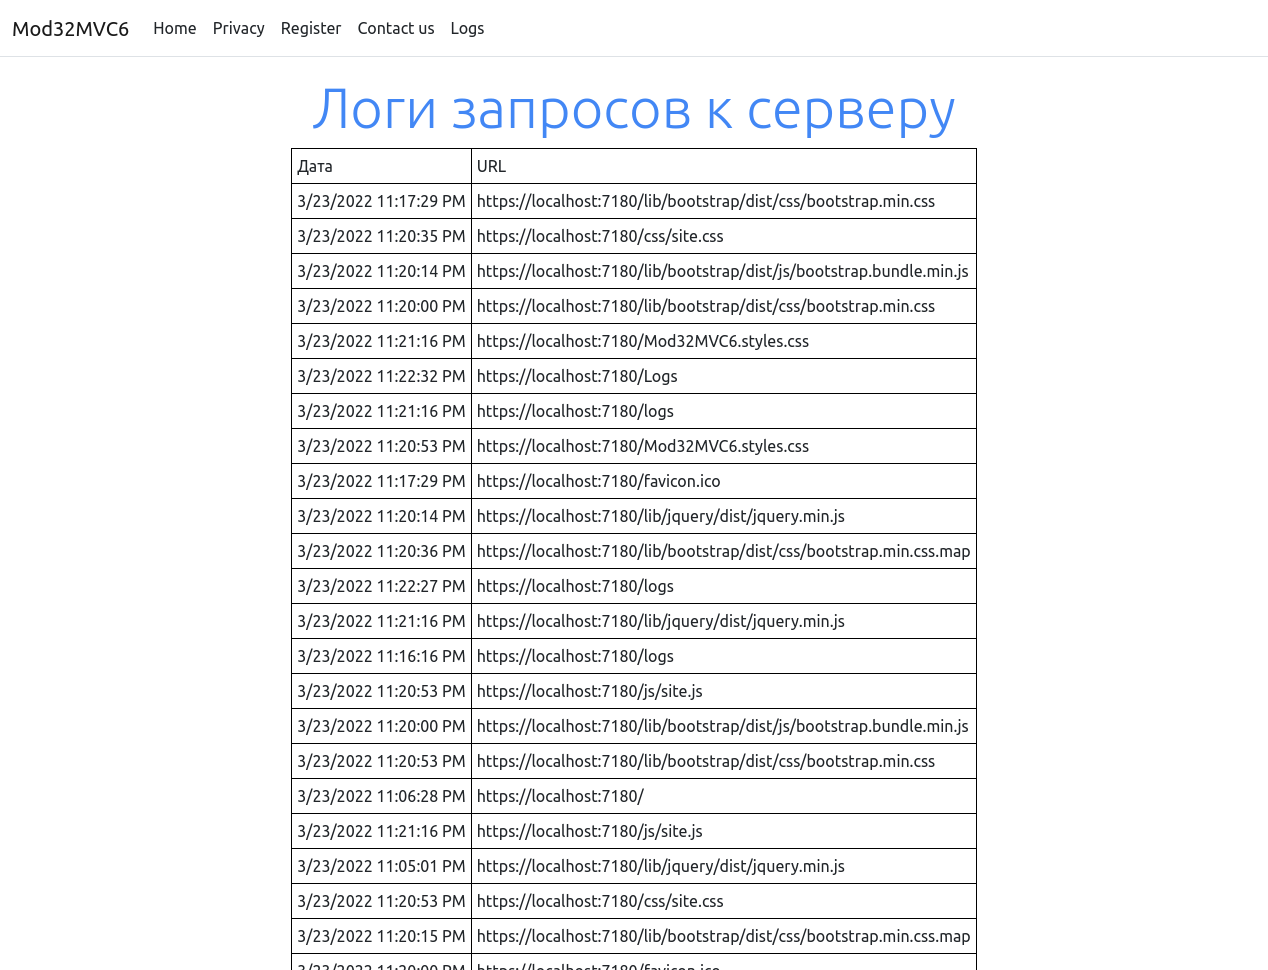 Mod32MVC6 Home Privacy Register Contact us Logs
Логи запросов к серверу
Дата URL
3/23/2022 11:17:29 PM https://localhost:7180/lib/bootstrap/dist/css/bootstrap.min.css
3/23/2022 11:20:35 PM https://localhost:7180/css/site.css
3/23/2022 11:20:14 PM https://localhost:7180/lib/bootstrap/dist/js/bootstrap.bundle.min.js
3/23/2022 11:20:00 PM https://localhost:7180/lib/bootstrap/dist/css/bootstrap.min.css
3/23/2022 11:21:16 PM https://localhost:7180/Mod32MVC6.styles.css
3/23/2022 11:22:32 PM https://localhost:7180/Logs
3/23/2022 11:21:16 PM https://localhost:7180/logs
3/23/2022 11:20:53 PM https://localhost:7180/Mod32MVC6.styles.css
3/23/2022 11:17:29 PM https://localhost:7180/favicon.ico
3/23/2022 11:20:14 PM https://localhost:7180/lib/jquery/dist/jquery.min.js
3/23/2022 11:20:36 PM https://localhost:7180/lib/bootstrap/dist/css/bootstrap.min.css.map
3/23/2022 11:22:27 PM https://localhost:7180/logs
3/23/2022 11:21:16 PM https://localhost:7180/lib/jquery/dist/jquery.min.js
3/23/2022 11:16:16 PM https://localhost:7180/logs
3/23/2022 11:20:53 PM https://localhost:7180/js/site.js
3/23/2022 11:20:00 PM https://localhost:7180/lib/bootstrap/dist/js/bootstrap.bundle.min.js
3/23/2022 11:20:53 PM https://localhost:7180/lib/bootstrap/dist/css/bootstrap.min.css
3/23/2022 11:06:28 PM https://localhost:7180/
3/23/2022 11:21:16 PM https://localhost:7180/js/site.js
3/23/2022 11:05:01 PM https://localhost:7180/lib/jquery/dist/jquery.min.js
3/23/2022 11:20:53 PM https://localhost:7180/css/site.css
3/23/2022 11:20:15 PM https://localhost:7180/lib/bootstrap/dist/css/bootstrap.min.css.map
3/23/2022 11:20:00 PM https://localhost:7180/favicon.ico